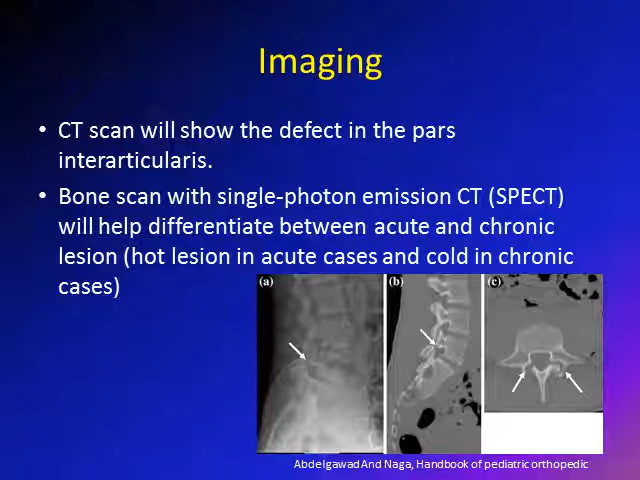 Imaging
• CT scan will show the defect in the pars
interarticularis.
• Bone scan with single-photon emission CT (SPECT)
will help differentiate between acute and chronic
lesion (hot lesion in acute cases and cold in chronic
cases)
(a) (b) (c)
Abdelgawad And Naga, Handbook of pediatric orthopedic